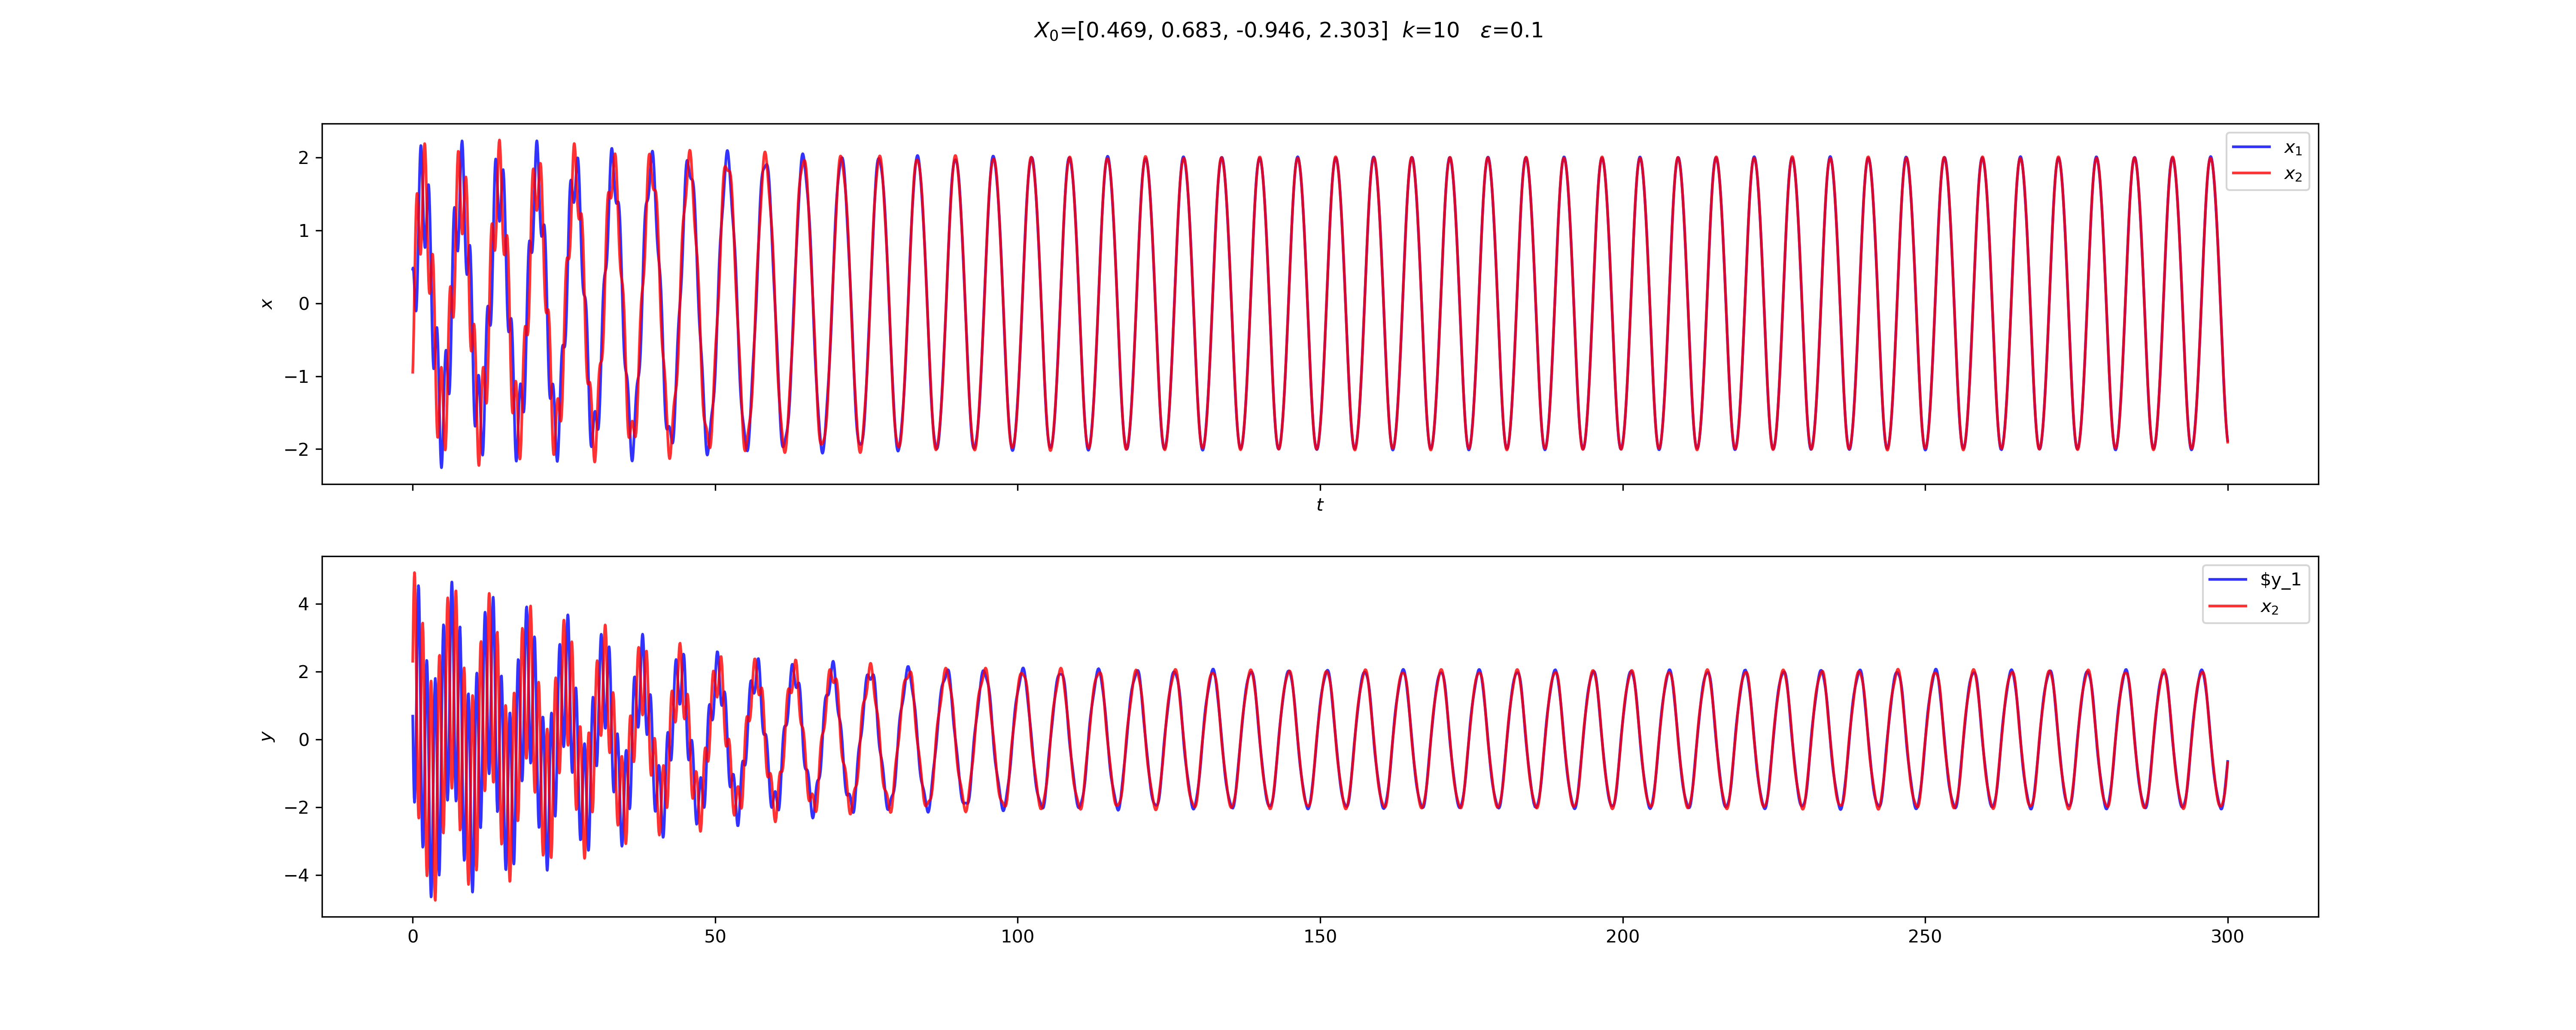 X₀=[0.469, 0.683, -0.946, 2.303] k=10 ε=0.1
2
1
0
−1
−2
x
x₁
x₂
t
4
2
0
−2
−4
y
$y_1
x₂
0 50 100 150 200 250 300